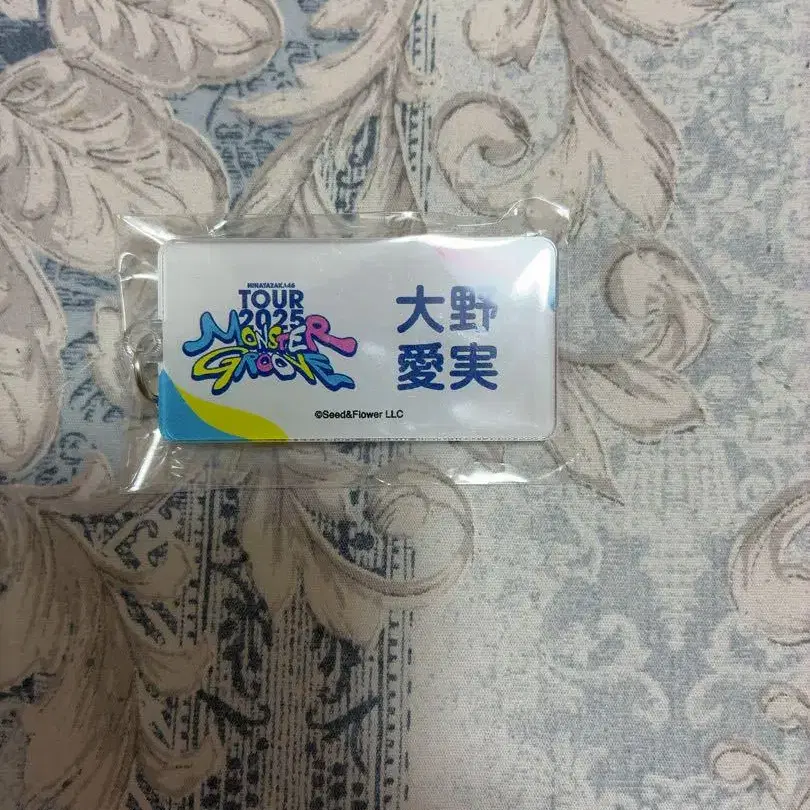 HINATAZAKA46
TOUR
2025
MONSTER
GROOVE
大野
愛実
©Seed&Flower LLC